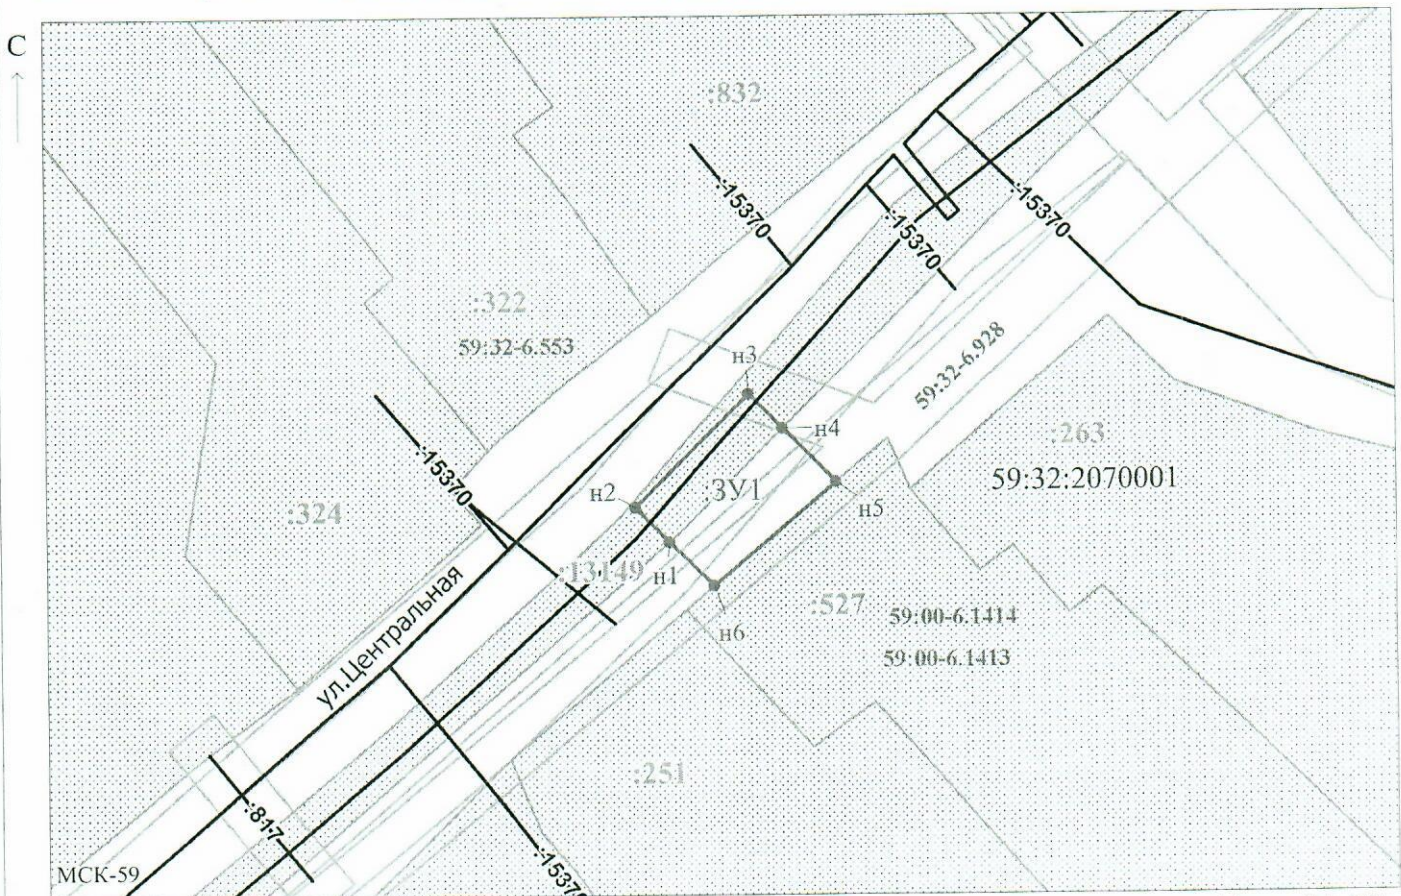 С
:832
:15370
:15370
:15370
:322
59:32-6.553
59:32-6.928
н3
н4
:263
59:32:2070001
:15370
н2
:ЗУ1
н5
:324
:13149
н1
:527
59:00-6.1414
н6
59:00-6.1413
ул.Центральная
:251
:817
:15370
МСК-59